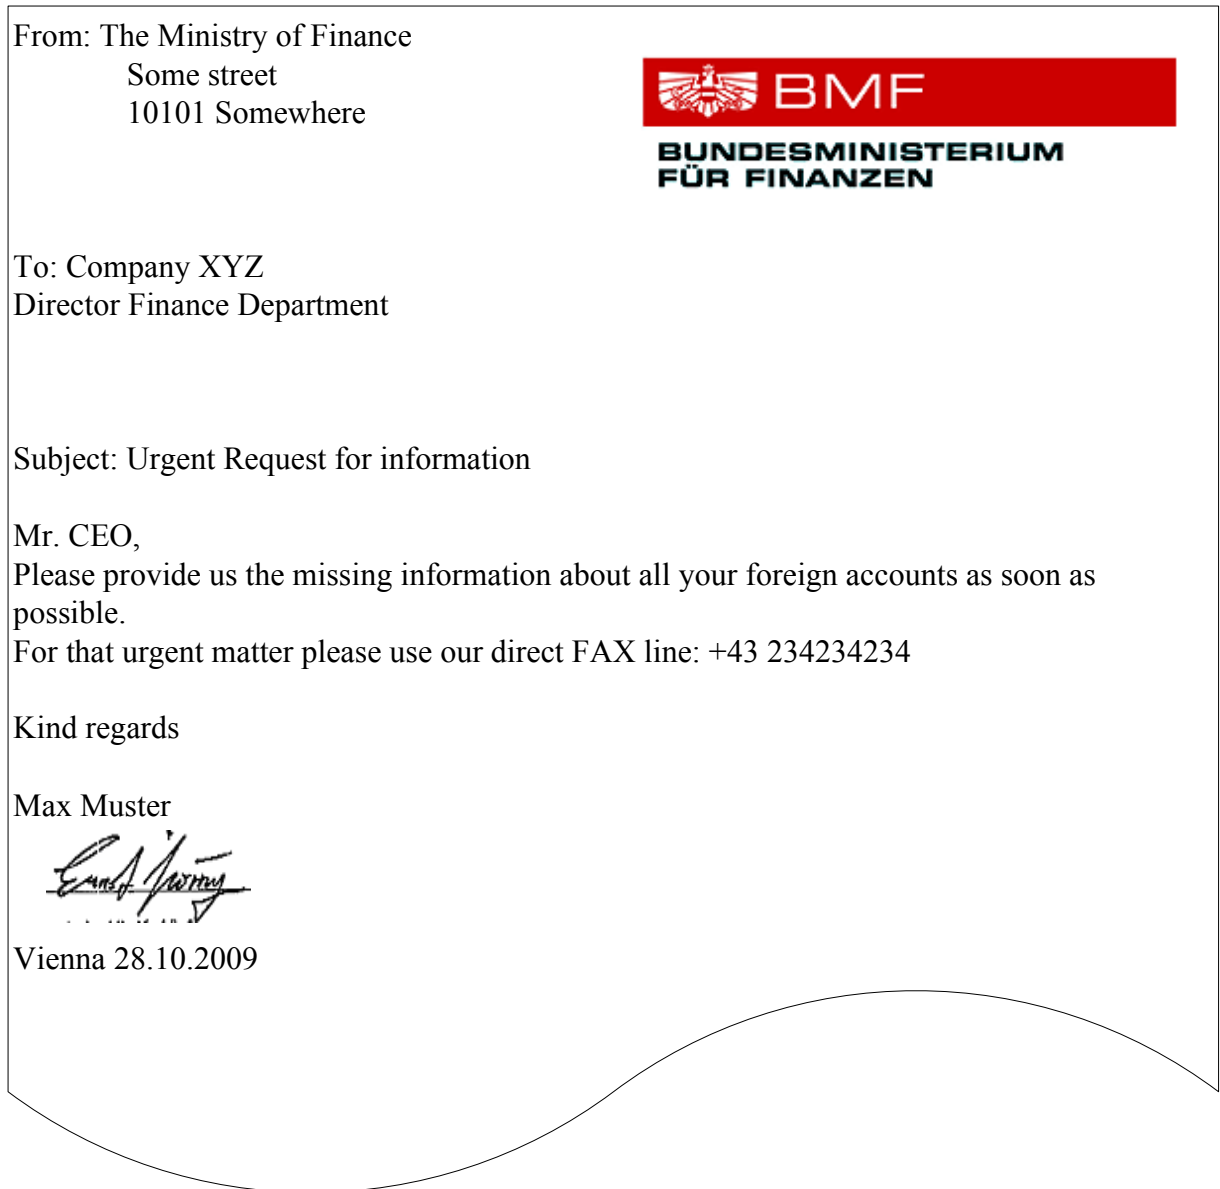 From: The Ministry of Finance
Some street
10101 Somewhere
BMF
BUNDESMINISTERIUM
FÜR FINANZEN
To: Company XYZ
Director Finance Department
Subject: Urgent Request for information
Mr. CEO,
Please provide us the missing information about all your foreign accounts as soon as
possible.
For that urgent matter please use our direct FAX line: +43 234234234
Kind regards
Max Muster
Vienna 28.10.2009